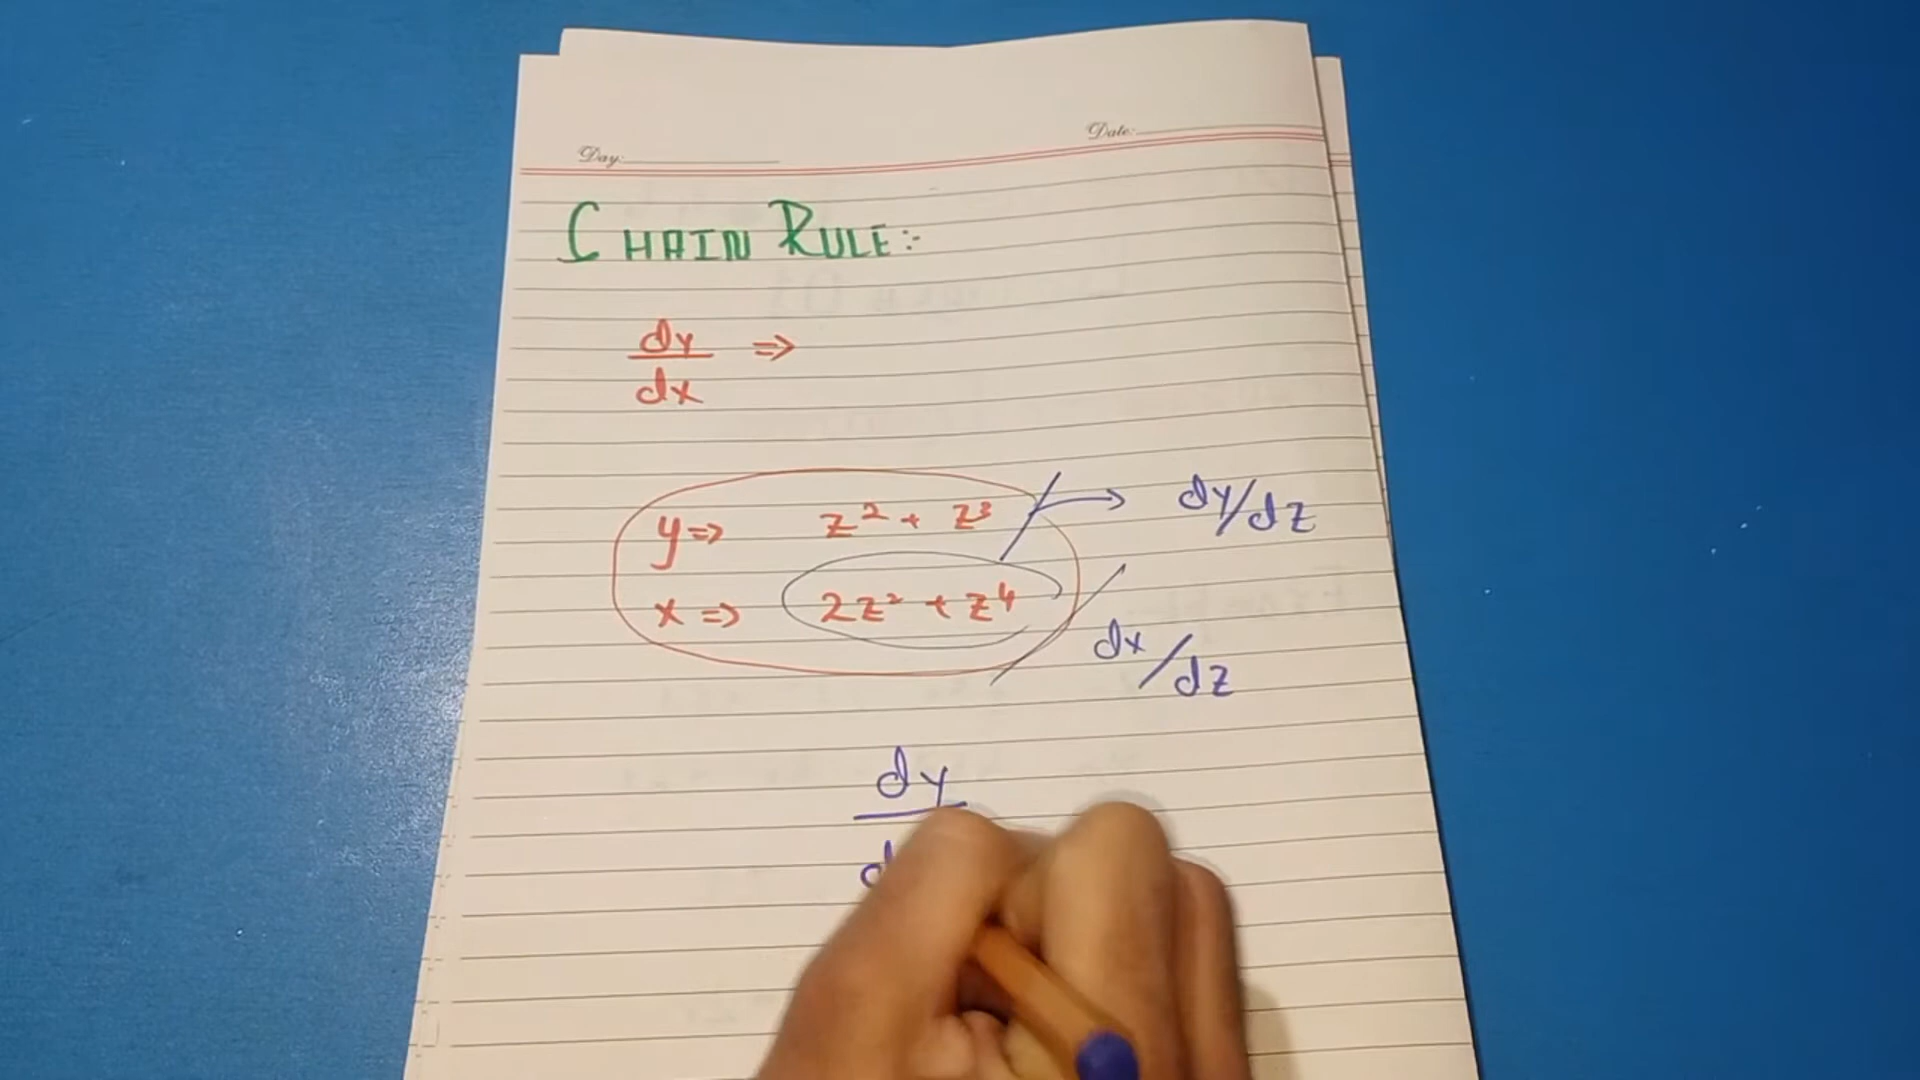 Day: Date:
CHAIN RULE:-
dy
dx =>
y => z² + z³ → dy/dz
x => 2z² + z⁴
dx/dz
dy
d